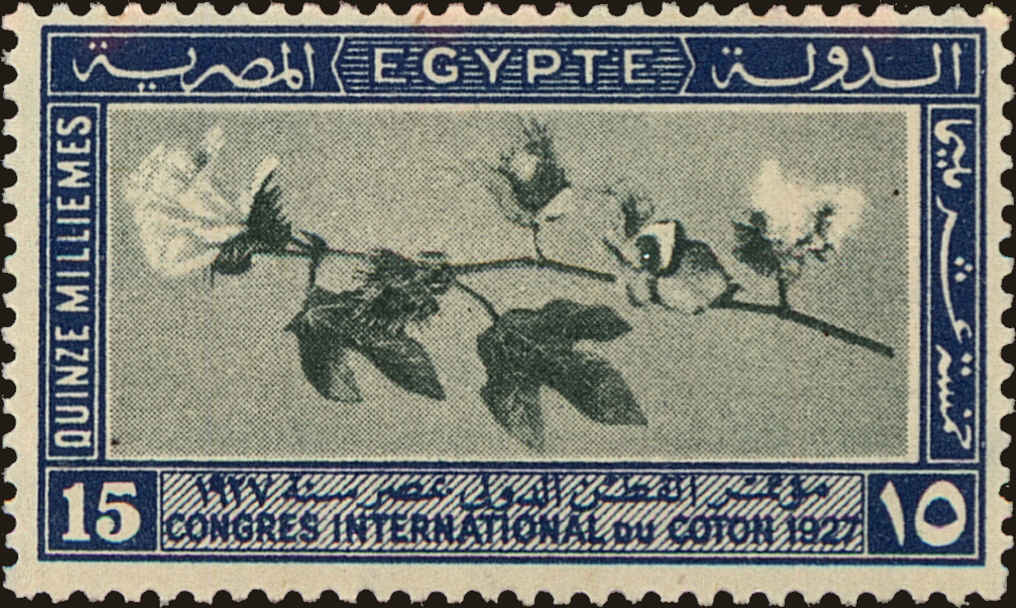 الدولة EGYPTE المصرية
QUINZE MILLIEMES
خمسة عشر مليما
مؤتمر القطن الدولى بمصر سنة ١٩٢٧
CONGRES INTERNATIONAL DU COTON 1927
15
١٥